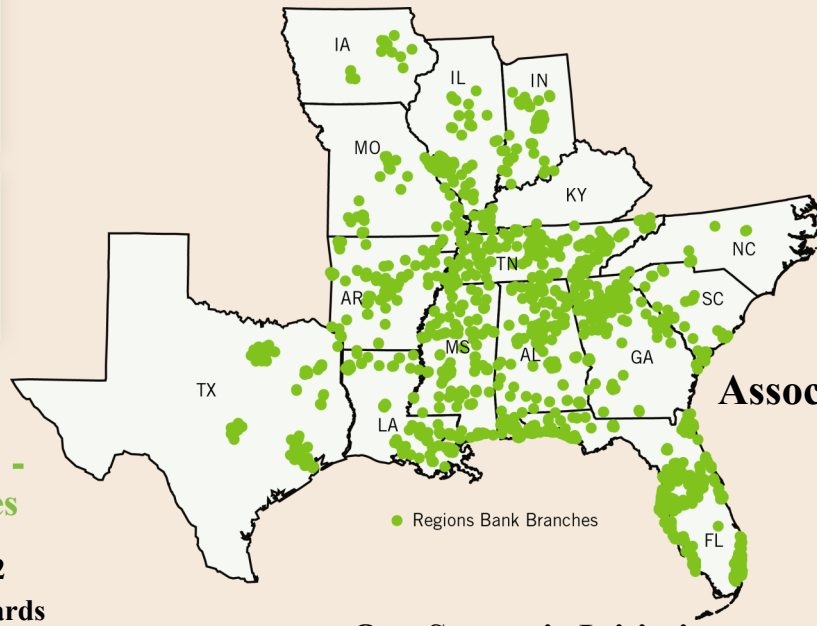 IA
IL
IN
MO
KY
NC
TN
AR
SC
MS
AL
GA
TX
LA
Assoc
-
es
Regions Bank Branches
FL
2
ards